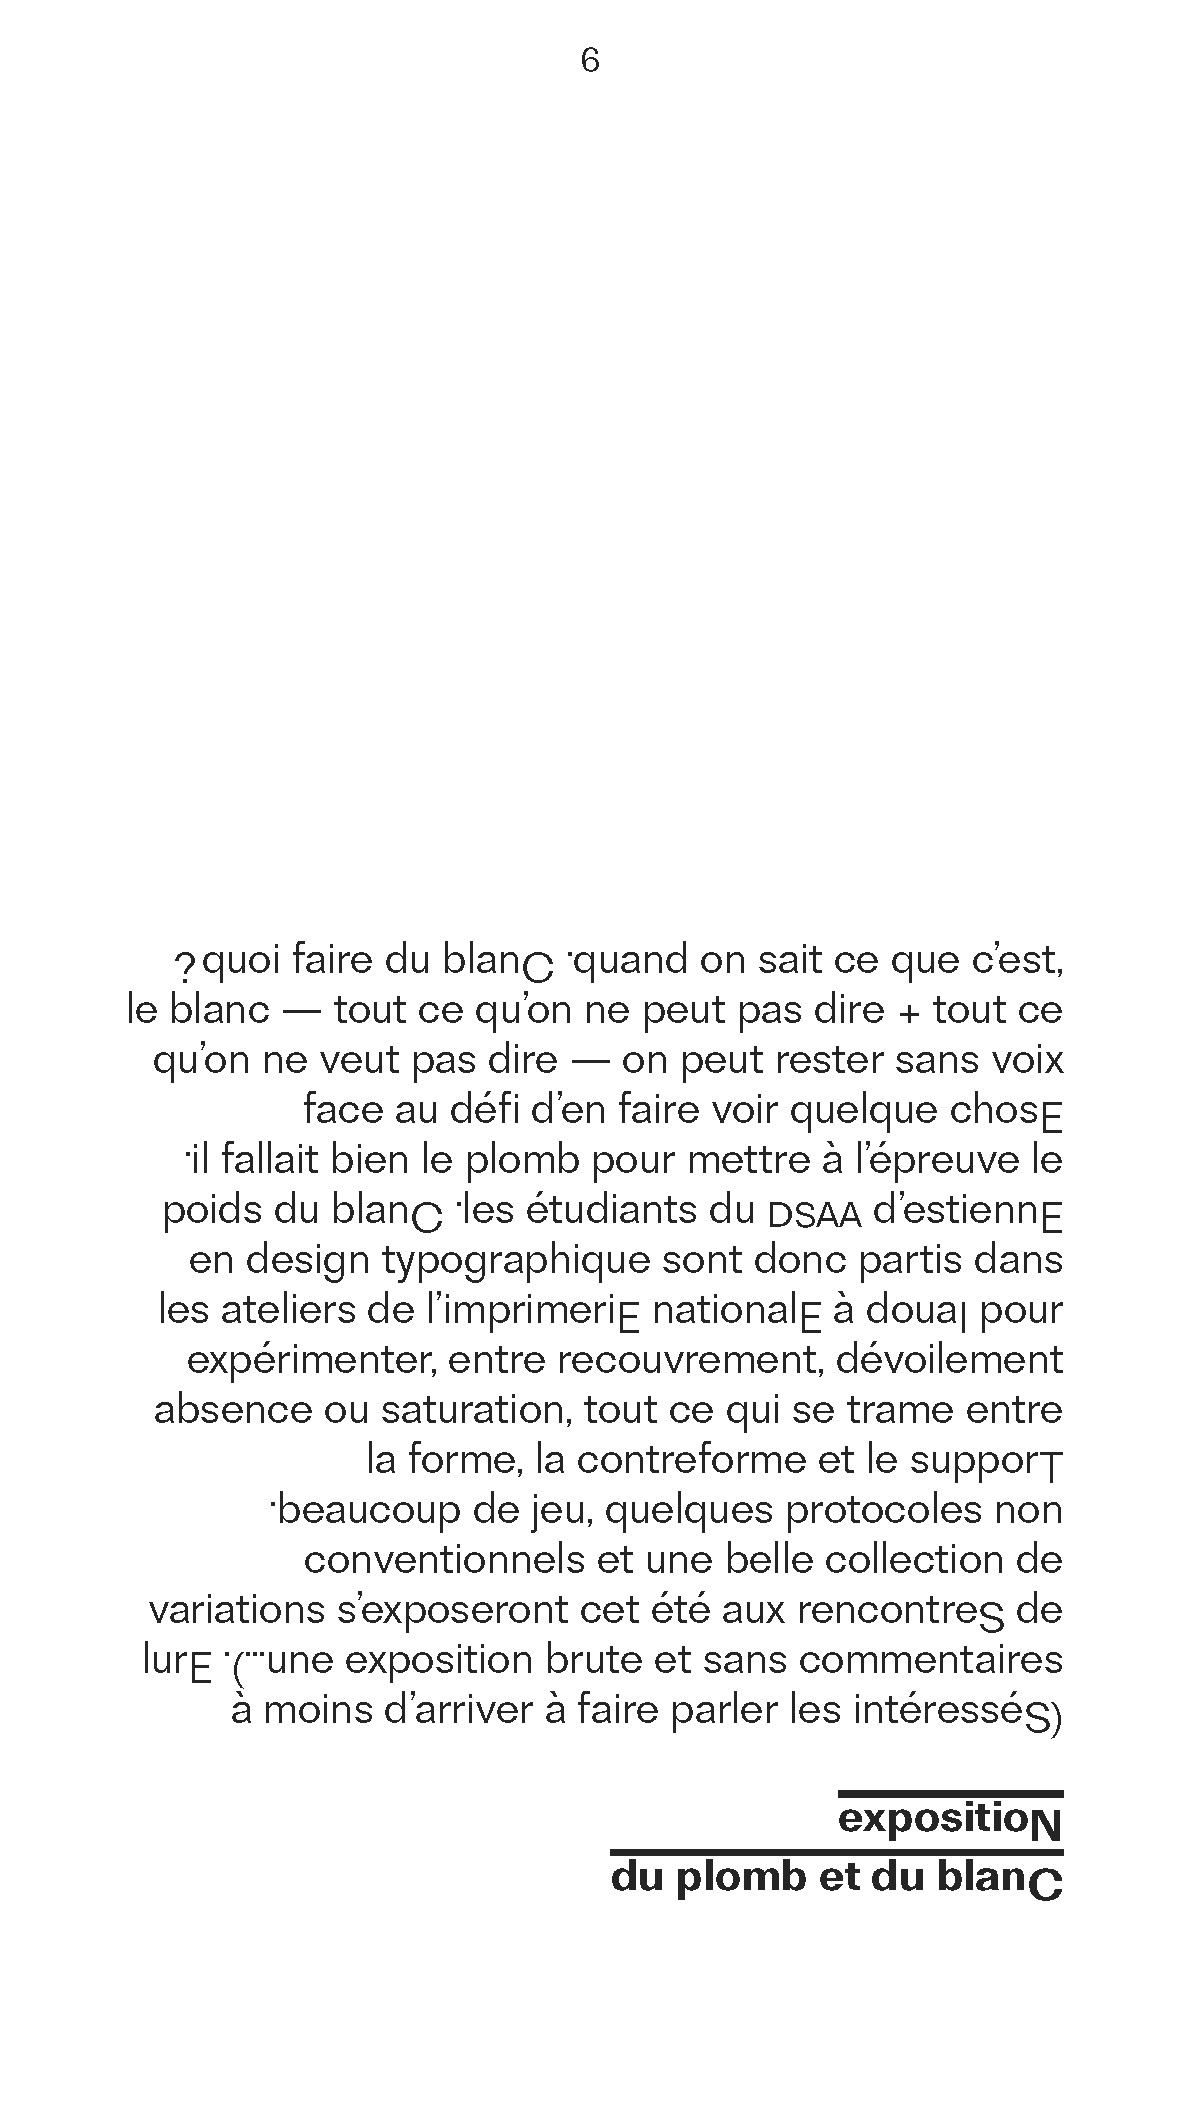 6
?quoi faire du blanC ˙quand on sait ce que c’est,
le blanc — tout ce qu’on ne peut pas dire + tout ce
qu’on ne veut pas dire — on peut rester sans voix
face au défi d’en faire voir quelque chosE
˙il fallait bien le plomb pour mettre à l’épreuve le
poids du blanC ˙les étudiants du DSAA d’estiennE
en design typographique sont donc partis dans
les ateliers de l’imprimeriE nationalE à douaI pour
expérimenter, entre recouvrement, dévoilement
absence ou saturation, tout ce qui se trame entre
la forme, la contreforme et le supporT
˙beaucoup de jeu, quelques protocoles non
conventionnels et une belle collection de
variations s’exposeront cet été aux rencontreS de
lurE ˙(˙˙˙une exposition brute et sans commentaires
à moins d’arriver à faire parler les intéresséS)
expositioN
du plomb et du blanC